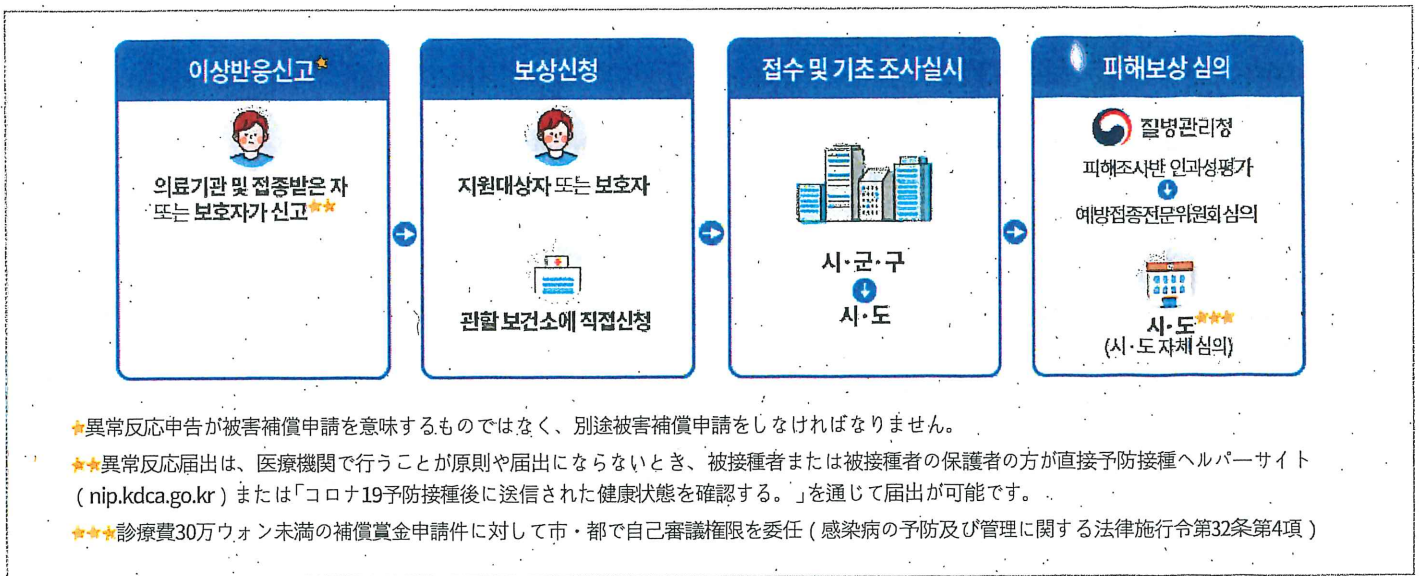 이상반응신고★
의료기관 및 접종받은 자
또는 보호자가 신고★★
보상신청
지원대상자 또는 보호자
관할 보건소에 직접신청
접수 및 기초 조사실시
시·군·구
시·도
피해보상 심의
질병관리청
피해조사반 인과성평가
예방접종전문위원회 심의
시·도★★★
(시·도 자체 심의)
★異常反応申告が被害補償申請を意味するものではなく、別途被害補償申請をしなければなりません。
★★異常反応届出は、医療機関で行うことが原則や届出にならないとき、被接種者または被接種者の保護者の方が直接予防接種ヘルパーサイト
( nip.kdca.go.kr ) または「コロナ19予防接種後に送信された健康状態を確認する。」を通じて届出が可能です。
★★★診療費30万ウォン未満の補償賞金申請件に対して市・都で自己審議権限を委任 ( 感染病の予防及び管理に関する法律施行令第32条第4項 )